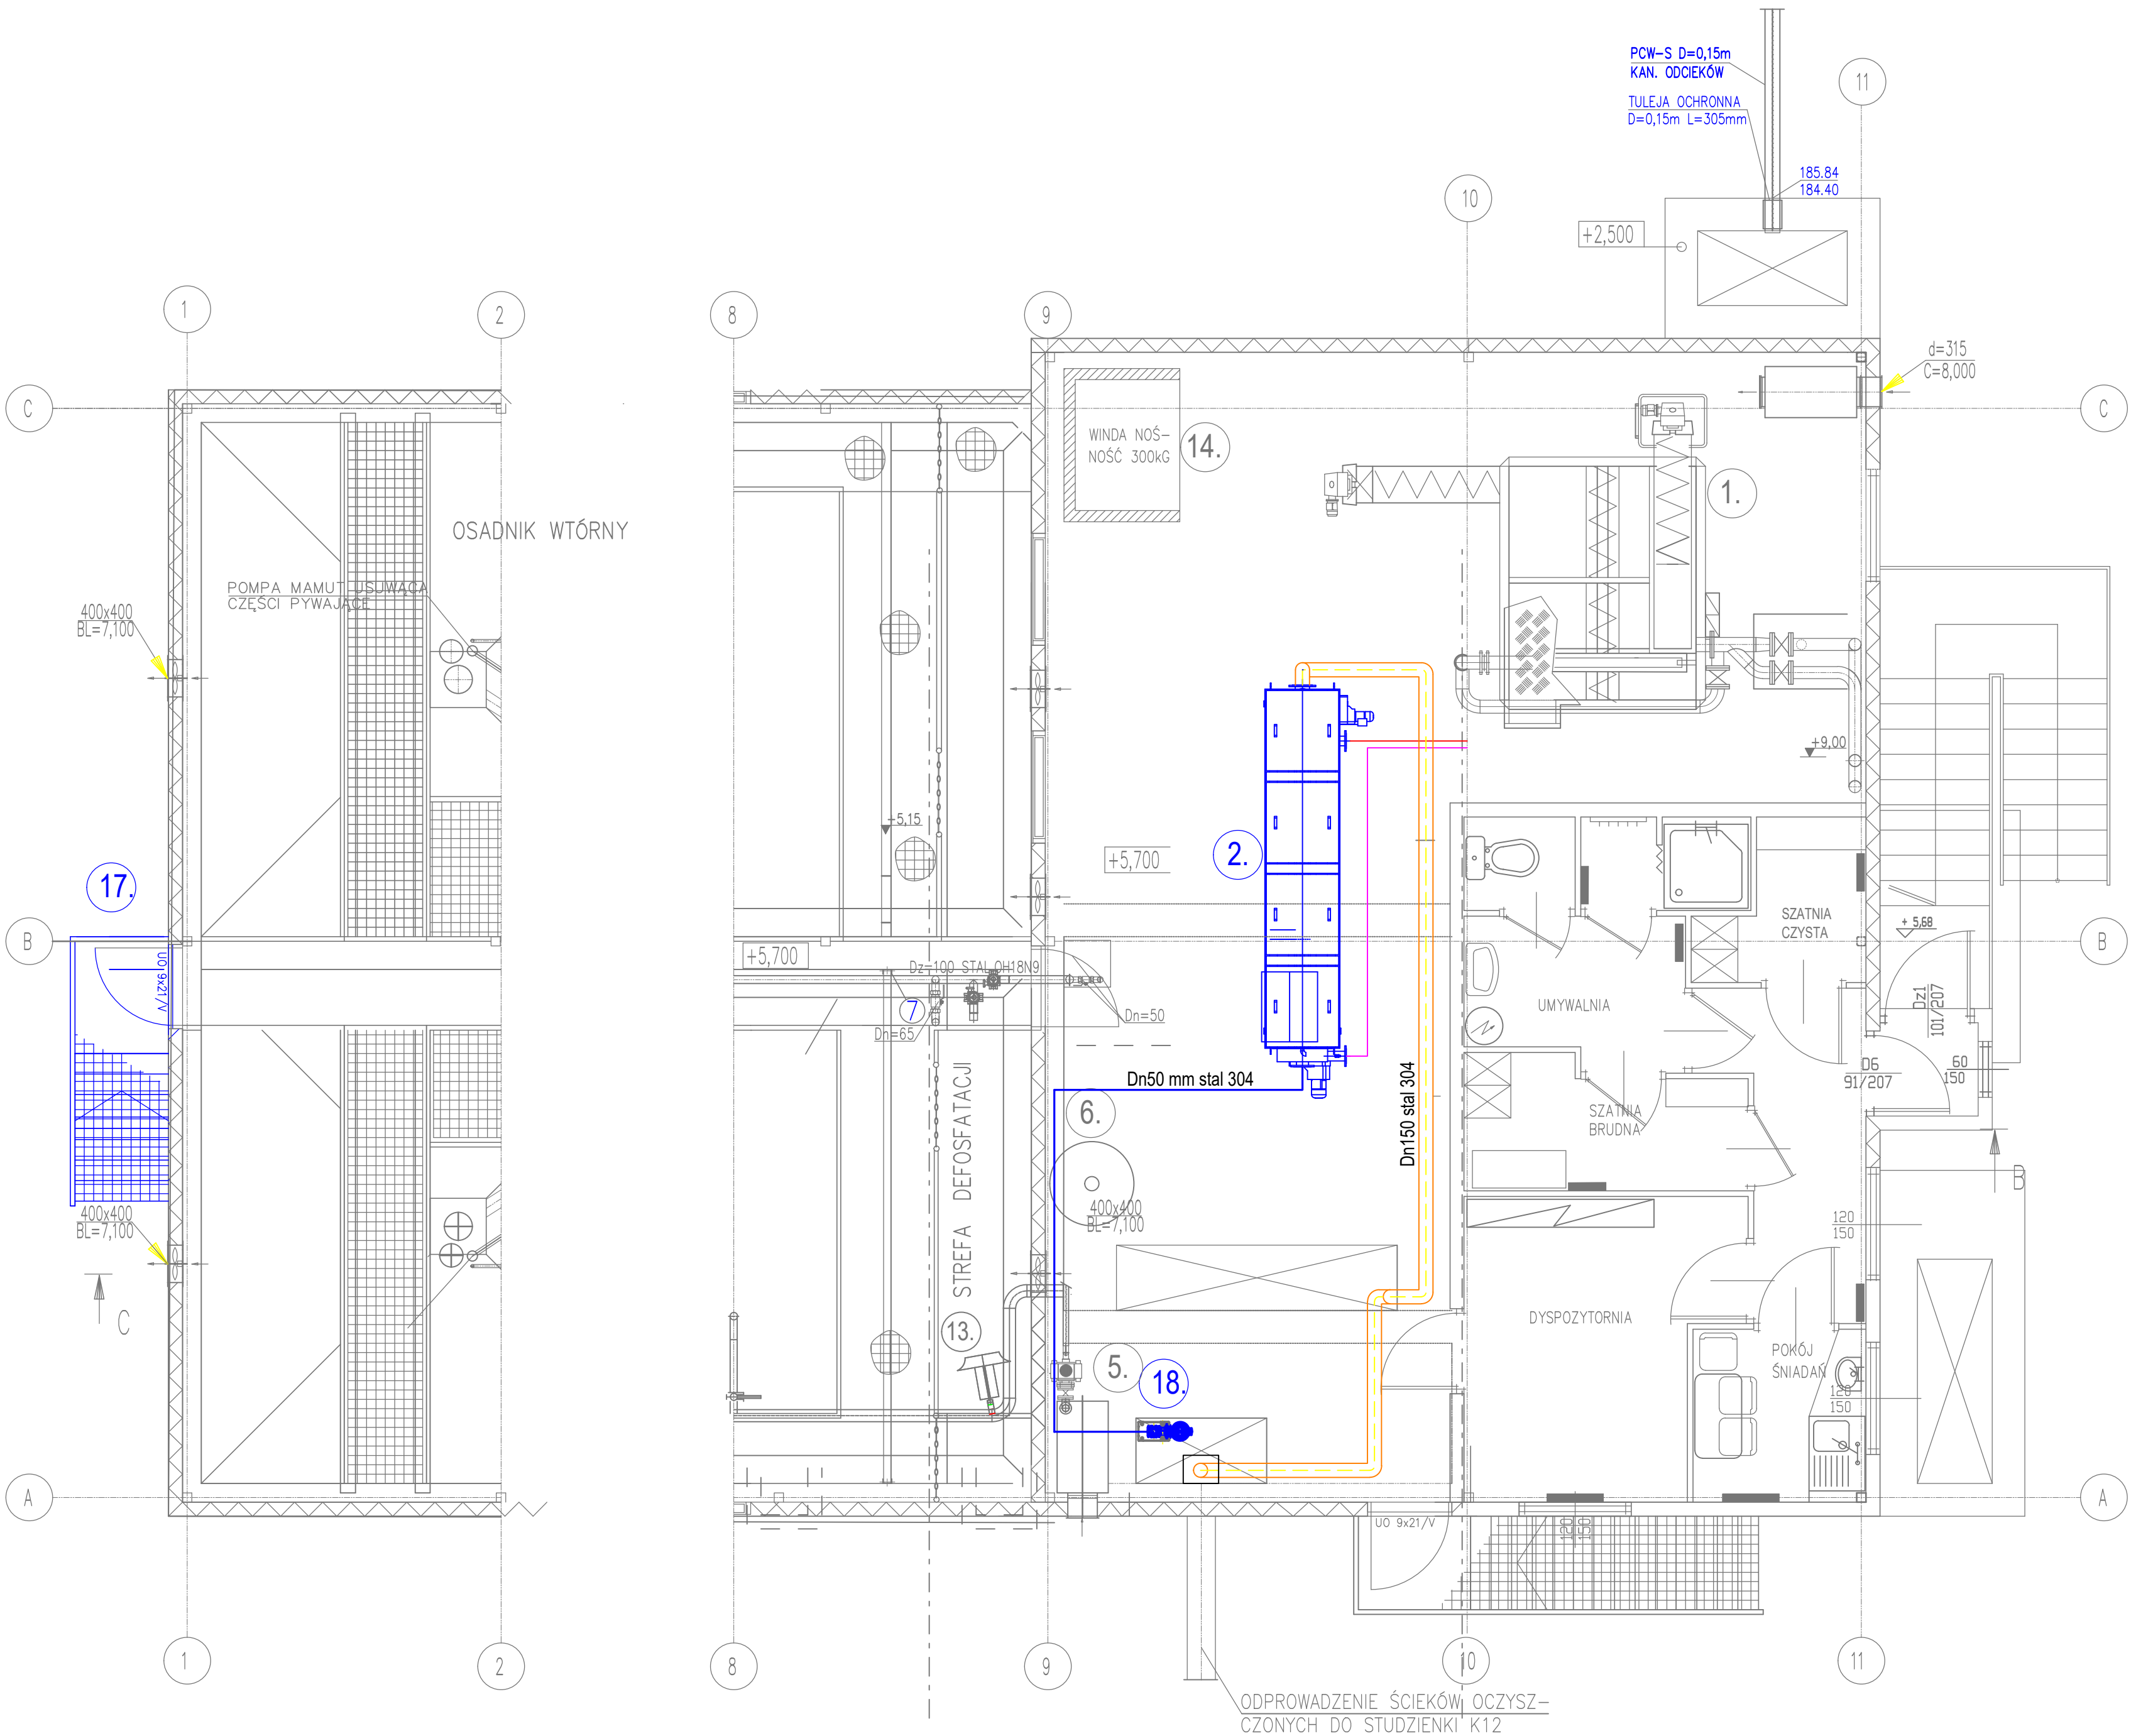 PCW-S D=0,15m
KAN. ODCIEKÓW
TULEJA OCHRONNA
D=0,15m L=305mm
11
185.84
184.40
10
+2,500
1
2
8
9
d=315
C=8,000
C
C
WINDA NOŚ-
NOŚĆ 300kG
14.
1.
OSADNIK WTÓRNY
POMPA MAMUT USUWĄCA
CZĘŚCI PYWAJĄCE
400x400
BL=7,100
+9,00
+5,15
+5,700
2.
17.
SZATNIA
CZYSTA
+ 5,68
B
B
UO 9x21/V
+5,700
Dz-100 STAL OH18N9
7
Dn=65
Dn=50
UMYWALNIA
Dz1
101/207
D6
91/207
60
150
Dn50 mm stal 304
Dn150 stal 304
6.
STREFA DEFOSFATACJI
SZATNIA
BRUDNA
B
400x400
BL=7,100
400x400
BL=7,100
120
150
C
13.
DYSPOZYTORNIA
POKÓJ
ŚNIADAŃ
5.
18.
120
150
A
A
UO 9x21/V
120
150
1
2
8
9
10
11
ODPROWADZENIE ŚCIEKÓW OCZYSZ-
CZONYCH DO STUDZIENKI K12